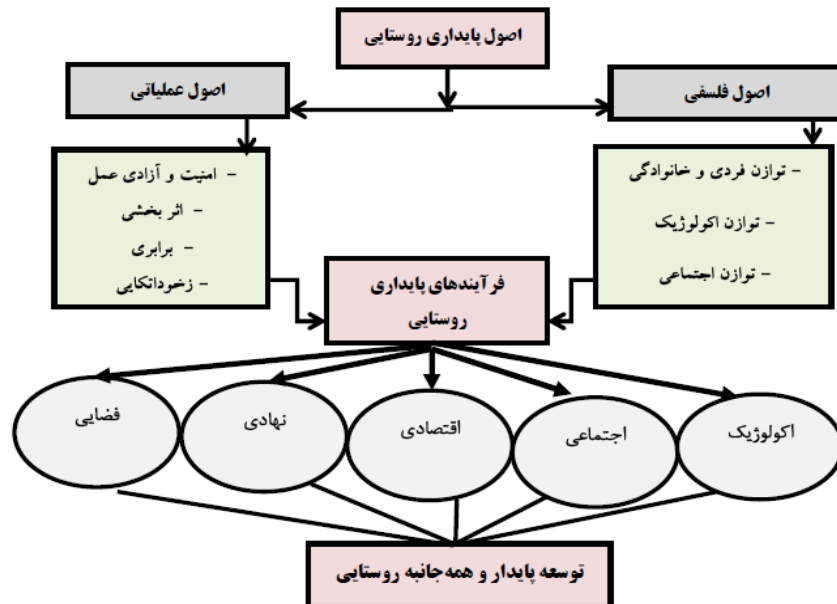 اصول پایداری روستایی
اصول فلسفی
اصول عملیاتی
- توازن فردی و خانوادگی
- توازن اکولوژیک
- توازن اجتماعی
- امنیت و آزادی عمل
- اثر بخشی
- برابری
- زخوداتکایی
فرآیندهای پایداری
روستایی
اکولوژیک
اجتماعی
اقتصادی
نهادی
فضایی
توسعه پایدار و همه‌جانبه روستایی